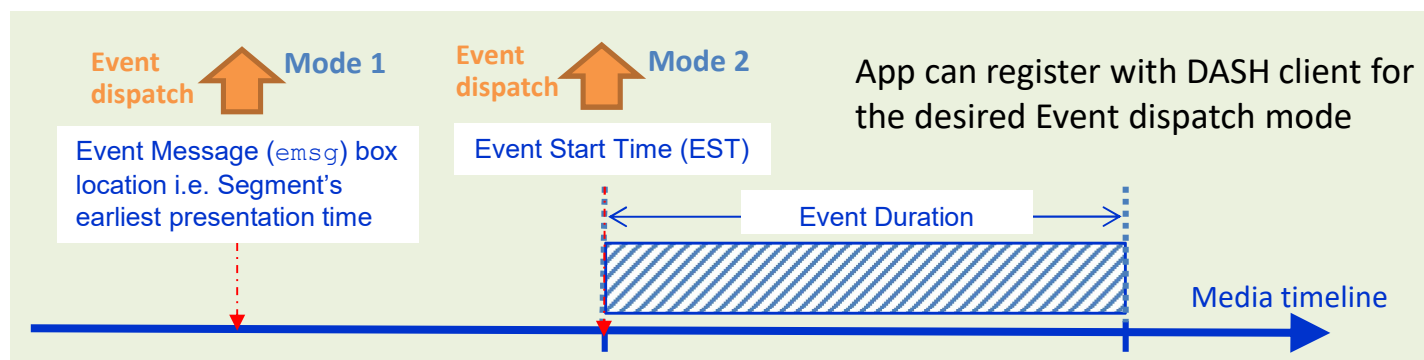 Event
dispatch
Mode 1
Event
dispatch
Mode 2
App can register with DASH client for
the desired Event dispatch mode
Event Message (emsg) box
location i.e. Segment's
earliest presentation time
Event Start Time (EST)
Event Duration
Media timeline